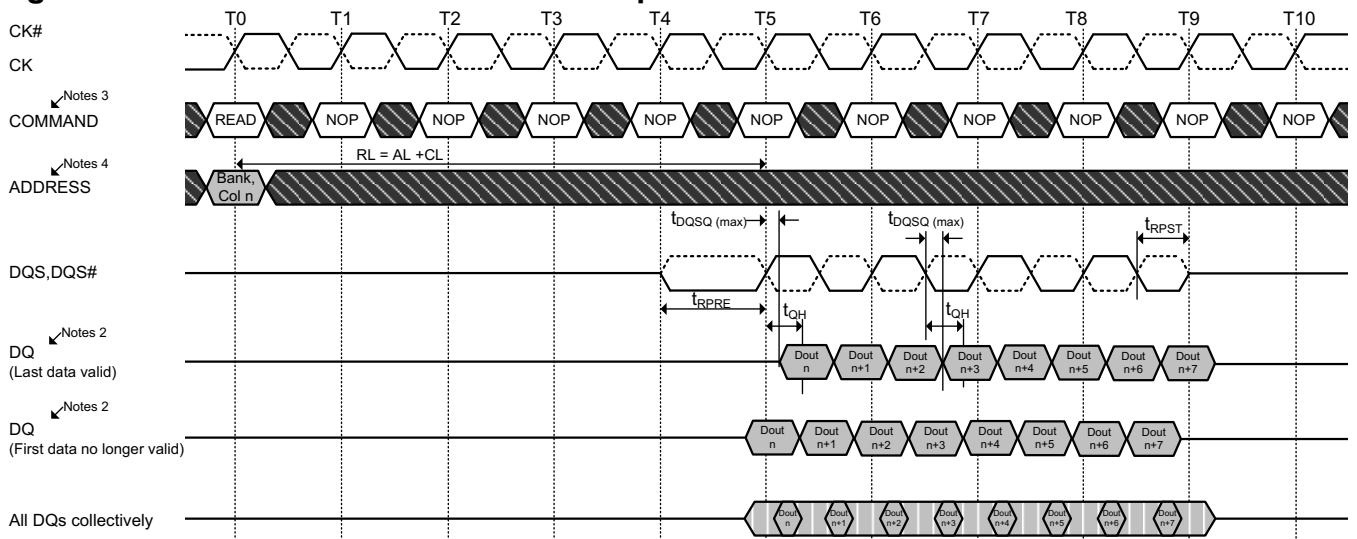 T0 T1 T2 T3 T4 T5 T6 T7 T8 T9 T10
CK#
CK
Notes 3
COMMAND
READ NOP NOP NOP NOP NOP NOP NOP NOP NOP NOP
RL = AL +CL
Notes 4
ADDRESS
Bank,
Col n
tDQSQ (max) tDQSQ (max) tRPST
DQS,DQS#
tRPRE tQH tQH
Notes 2
DQ
(Last data valid)
Dout Dout Dout Dout Dout Dout Dout Dout
n n+1 n+2 n+3 n+4 n+5 n+6 n+7
Notes 2
DQ
(First data no longer valid)
Dout Dout Dout Dout Dout Dout Dout Dout
n n+1 n+2 n+3 n+4 n+5 n+6 n+7
All DQs collectively
Dout Dout Dout Dout Dout Dout Dout Dout
n n+1 n+2 n+3 n+4 n+5 n+6 n+7